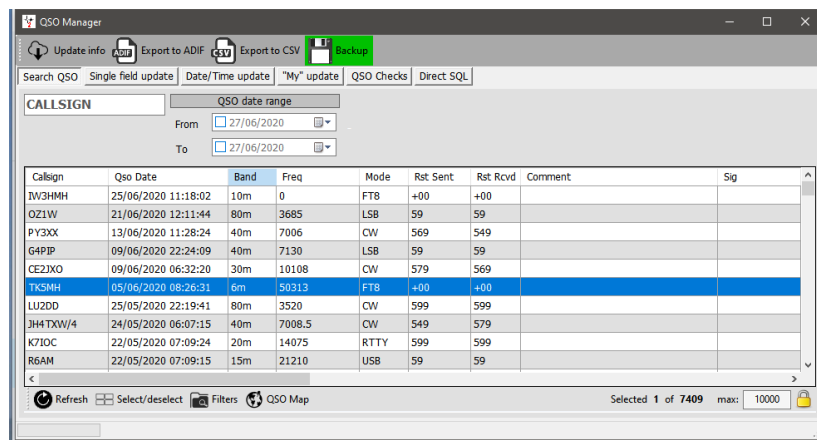 QSO Manager
Update info ADIF Export to ADIF CSV Export to CSV Backup
Search QSO Single field update Date/Time update "My" update QSO Checks Direct SQL
CALLSIGN QSO date range
From 27/06/2020
To 27/06/2020
Callsign Qso Date Band Freq Mode Rst Sent Rst Rcvd Comment Sig
IW3HMH 25/06/2020 11:18:02 10m 0 FT8 +00 +00
OZ1W 21/06/2020 12:11:44 80m 3685 LSB 59 59
PY3XX 13/06/2020 11:28:24 40m 7006 CW 569 549
G4PIP 09/06/2020 22:24:09 40m 7130 LSB 59 59
CE2JXO 09/06/2020 06:32:20 30m 10108 CW 579 569
TK5MH 05/06/2020 08:26:31 6m 50313 FT8 +00 +00
LU2DD 25/05/2020 22:19:41 80m 3520 CW 599 599
JH4TXW/4 24/05/2020 06:07:15 40m 7008.5 CW 549 579
K7IOC 22/05/2020 07:09:24 20m 14075 RTTY 599 599
R6AM 22/05/2020 07:09:15 15m 21210 USB 59 59
Refresh Select/deselect Filters QSO Map Selected 1 of 7409 max: 10000